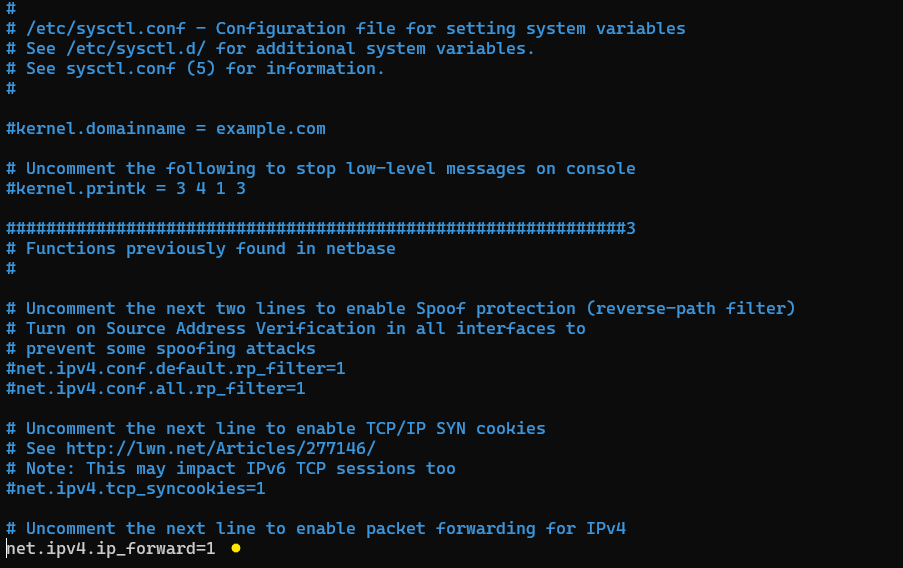 #
# /etc/sysctl.conf - Configuration file for setting system variables
# See /etc/sysctl.d/ for additional system variables.
# See sysctl.conf (5) for information.
#
#kernel.domainname = example.com
# Uncomment the following to stop low-level messages on console
#kernel.printk = 3 4 1 3
##############################################################3
# Functions previously found in netbase
#
# Uncomment the next two lines to enable Spoof protection (reverse-path filter)
# Turn on Source Address Verification in all interfaces to
# prevent some spoofing attacks
#net.ipv4.conf.default.rp_filter=1
#net.ipv4.conf.all.rp_filter=1
# Uncomment the next line to enable TCP/IP SYN cookies
# See http://lwn.net/Articles/277146/
# Note: This may impact IPv6 TCP sessions too
#net.ipv4.tcp_syncookies=1
# Uncomment the next line to enable packet forwarding for IPv4
net.ipv4.ip_forward=1